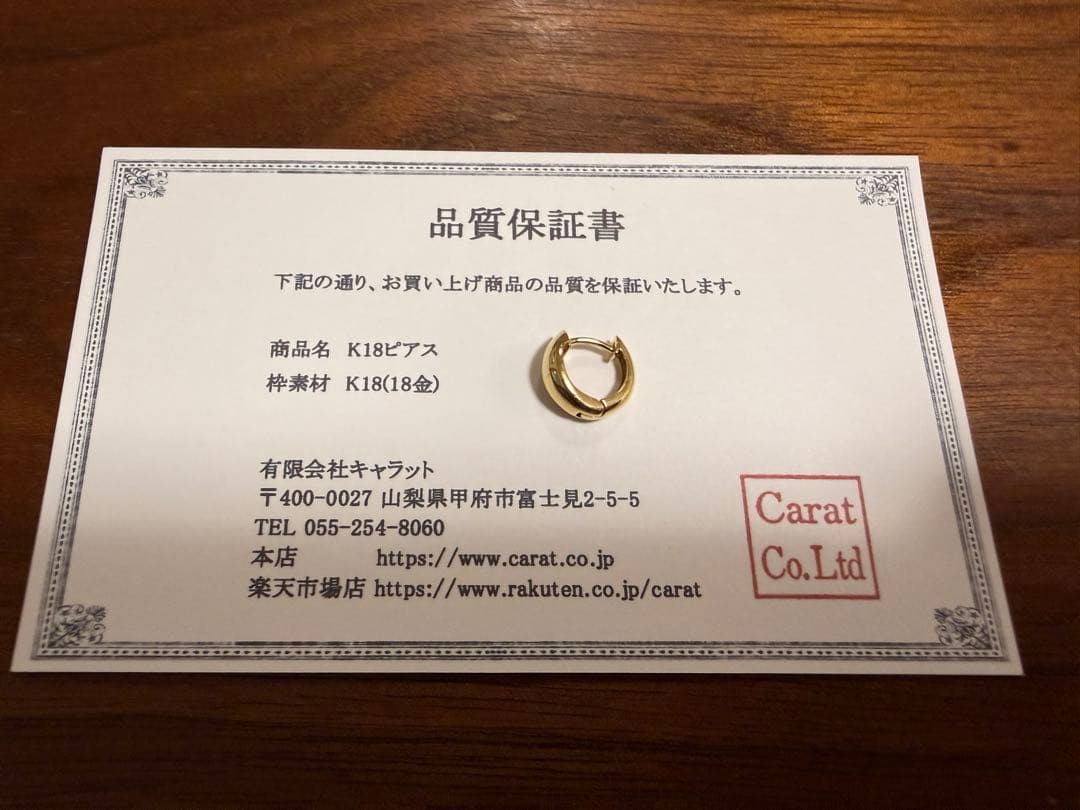 品質保証書
下記の通り、お買い上げ商品の品質を保証いたします。
商品名 K18ピアス
枠素材 K18(18金)
有限会社キャラット
〒400-0027 山梨県甲府市富士見2-5-5
TEL 055-254-8060
本店 https://www.carat.co.jp
楽天市場店 https://www.rakuten.co.jp/carat
Carat
Co.Ltd